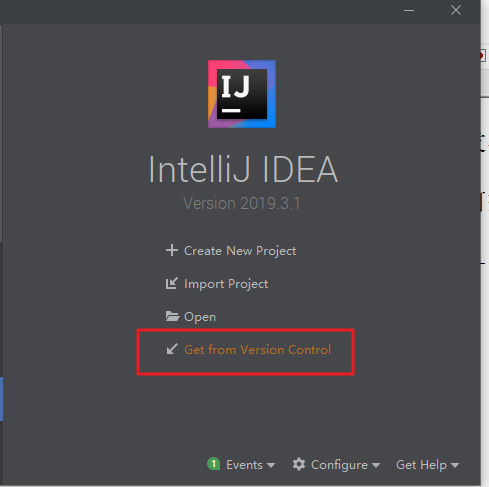 IJ
IntelliJ IDEA
Version 2019.3.1
Create New Project
Import Project
Open
Get from Version Control
1 Events Configure Get Help